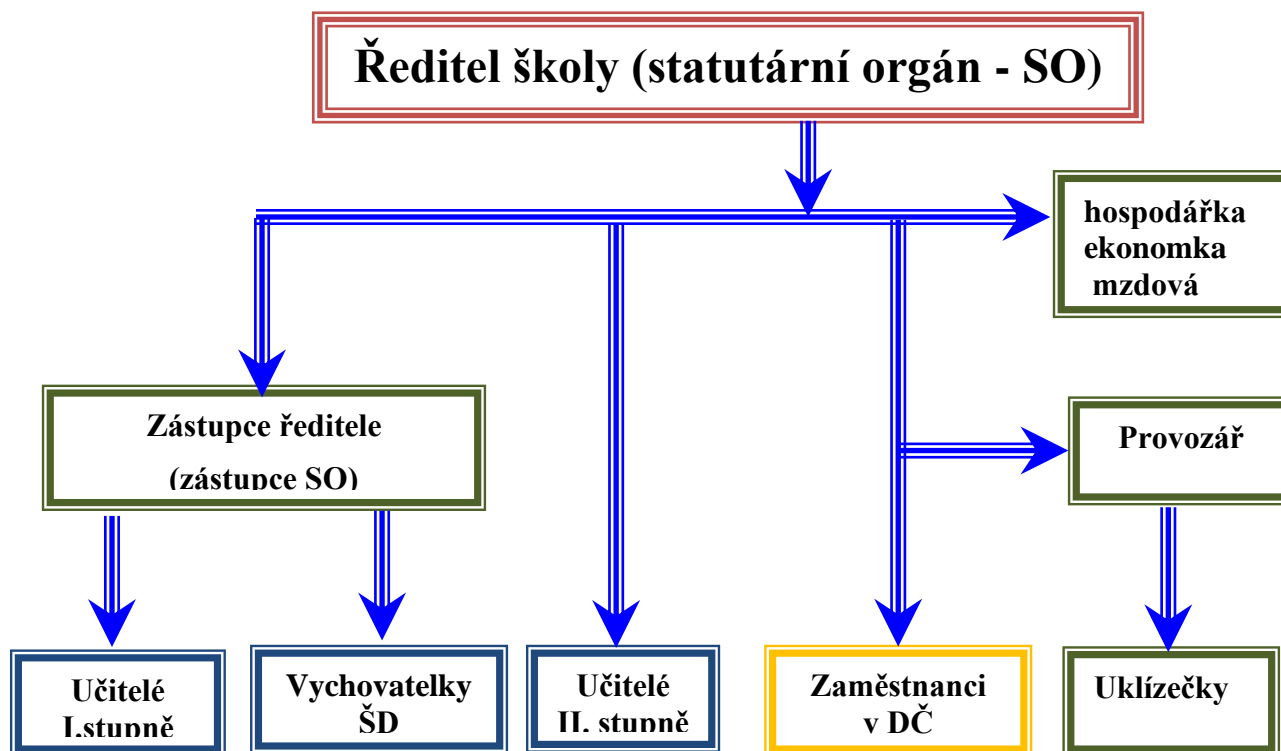 Ředitel školy (statutární orgán - SO)
hospodářka
ekonomka
mzdová
Zástupce ředitele
(zástupce SO)
Provozář
Učitelé
I.stupně
Vychovatelky
ŠD
Učitelé
II. stupně
Zaměstnanci
v DČ
Uklízečky